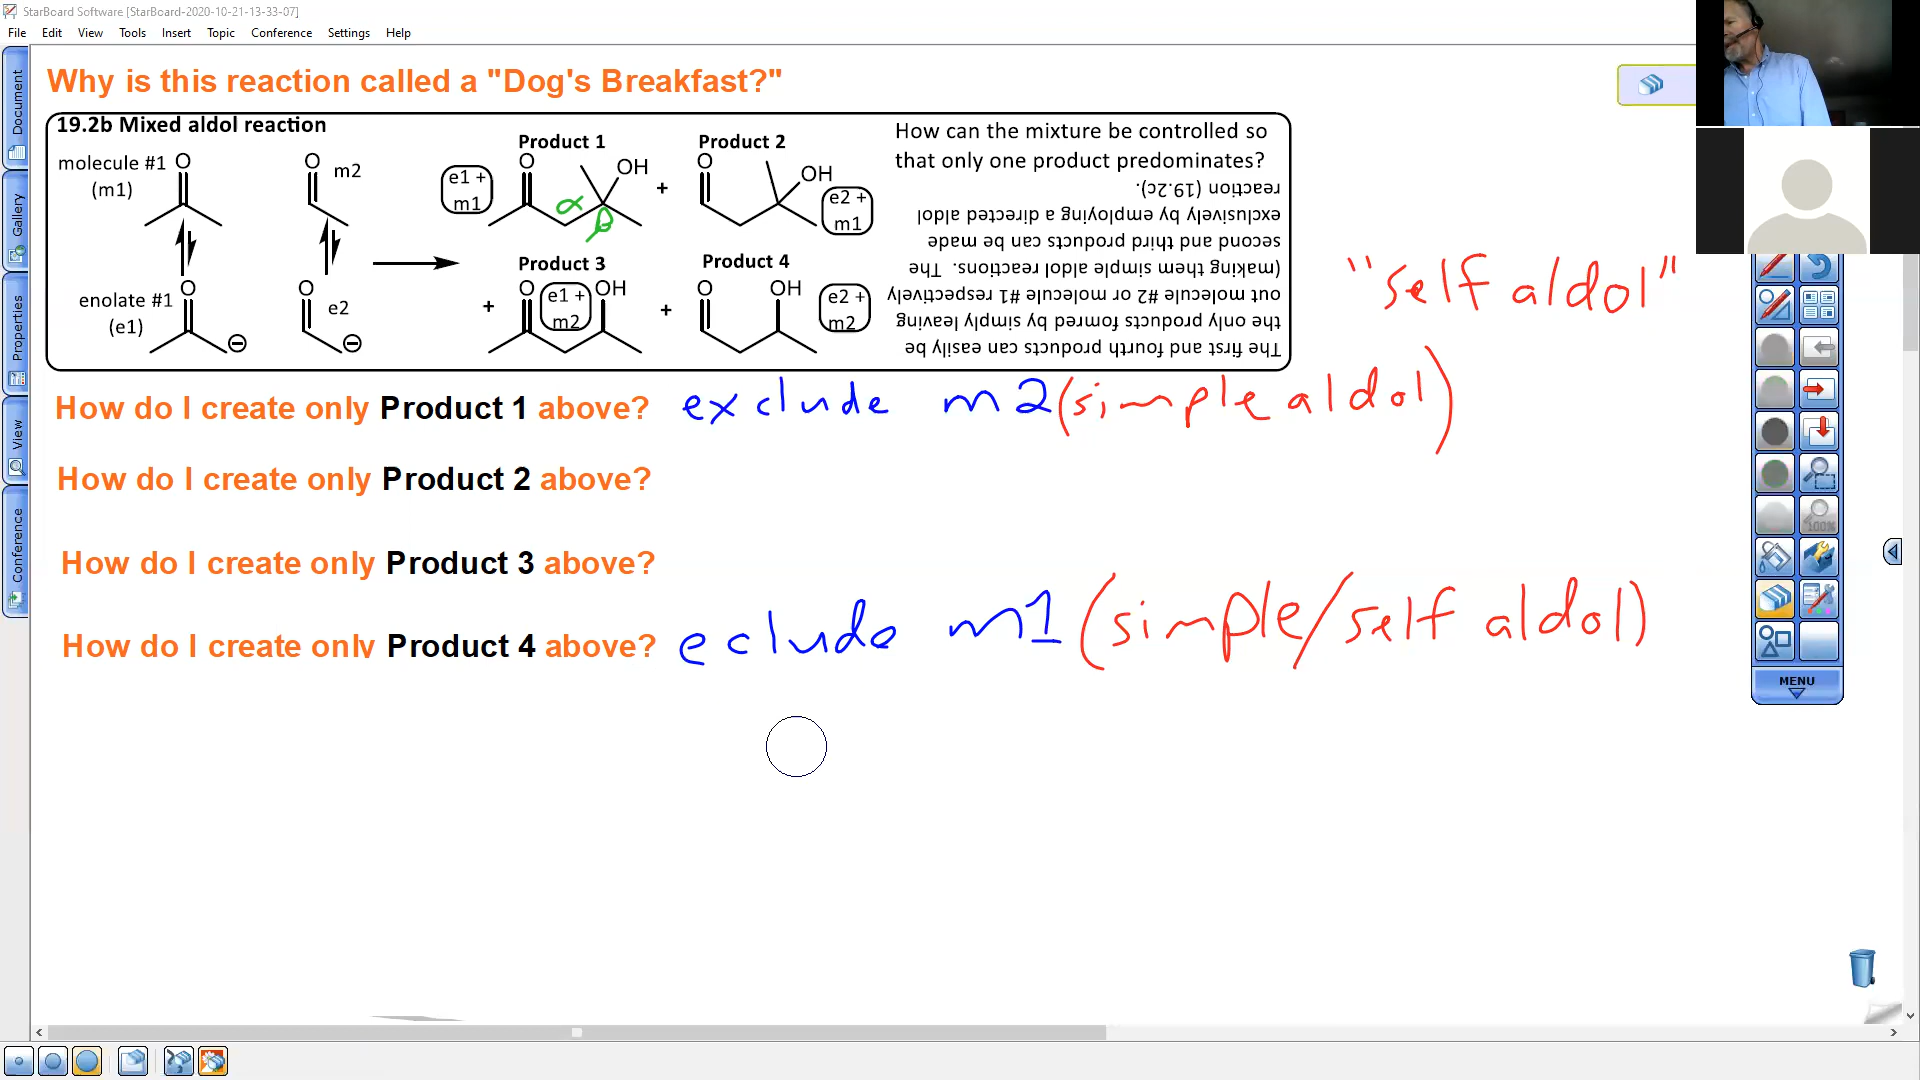 StarBoard Software [StarBoard-2020-10-21-13-33-07]
File Edit View Tools Insert Topic Conference Settings Help
Document
Gallery
Properties
View
Conference
Why is this reaction called a "Dog's Breakfast?"
19.2b Mixed aldol reaction
molecule #1
(m1)
O
O
m2
enolate #1
(e1)
O
O
e2
Product 1
e1 +
m1
O
OH
α
β
+
Product 2
O
OH
e2 +
m1
+
Product 3
O
e1 +
m2
OH
+
Product 4
O
OH
e2 +
m2
How can the mixture be controlled so
that only one product predominates?
The first and fourth products can easily be
the only products fromed by simply leaving
out molecule #2 or molecule #1 respectively
(making them simple aldol reactions. The
second and third products can be made
exclusively by employing a directed aldol
reaction (19.2c).
"self aldol"
How do I create only Product 1 above? exclude m2 (simple aldol)
How do I create only Product 2 above?
How do I create only Product 3 above?
How do I create only Product 4 above? eclude m1 (simple/self aldol)
100%
MENU